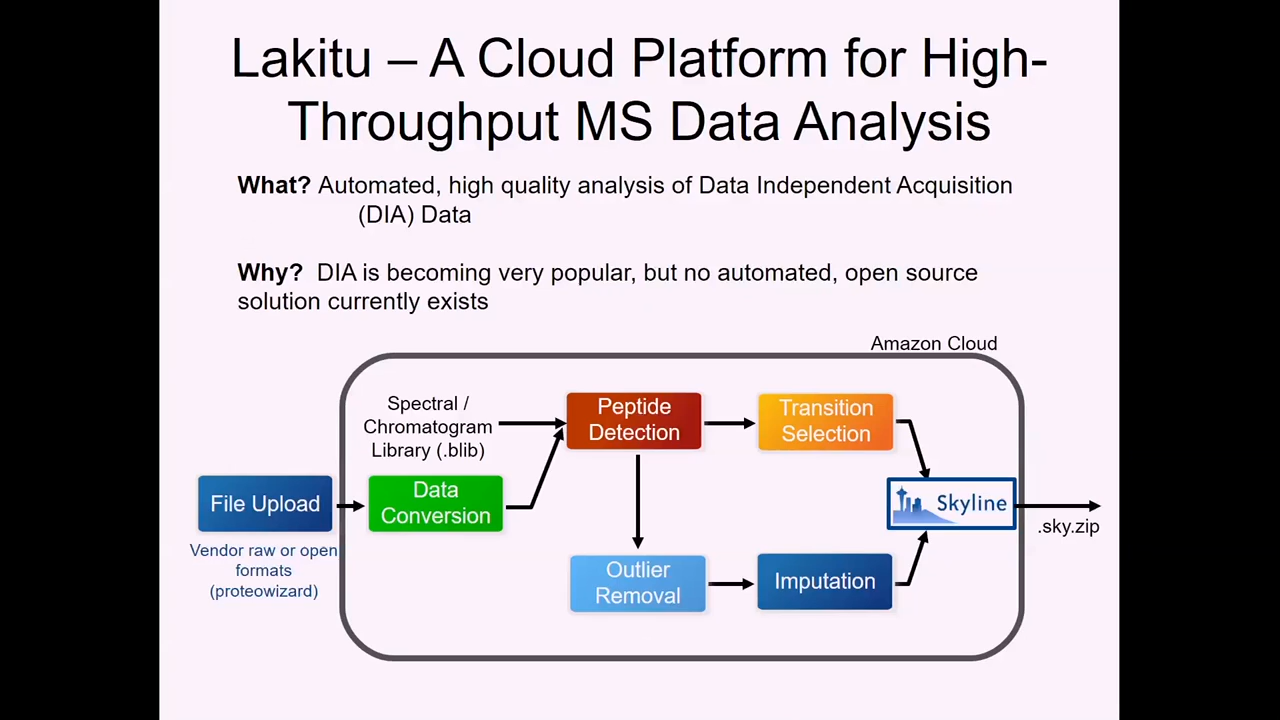 Lakitu – A Cloud Platform for High-
Throughput MS Data Analysis
What? Automated, high quality analysis of Data Independent Acquisition
(DIA) Data
Why? DIA is becoming very popular, but no automated, open source
solution currently exists
Amazon Cloud
Spectral /
Chromatogram
Library (.blib)
Peptide
Detection
Transition
Selection
File Upload
Data
Conversion
Skyline
.sky.zip
Vendor raw or open
formats
(proteowizard)
Outlier
Removal
Imputation